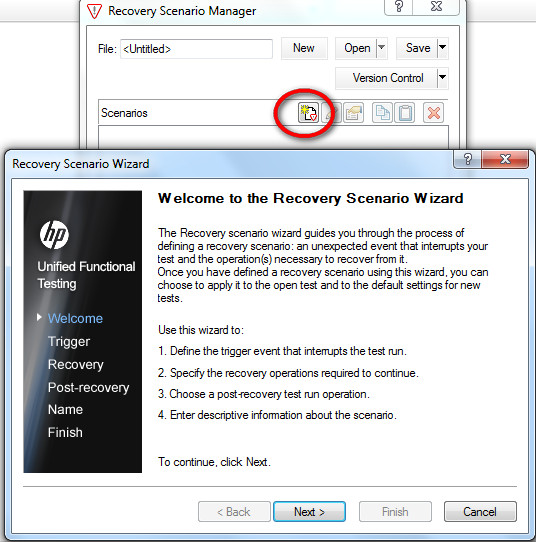 Recovery Scenario Manager
File: <Untitled> New Open Save
Version Control
Scenarios
Recovery Scenario Wizard
hp
Unified Functional
Testing
Welcome
Trigger
Recovery
Post-recovery
Name
Finish
Welcome to the Recovery Scenario Wizard
The Recovery scenario wizard guides you through the process of
defining a recovery scenario: an unexpected event that interrupts your
test and the operation(s) necessary to recover from it.
Once you have defined a recovery scenario using this wizard, you can
choose to apply it to the open test and to the default settings for new
tests.
Use this wizard to:
1. Define the trigger event that interrupts the test run.
2. Specify the recovery operations required to continue.
3. Choose a post-recovery test run operation.
4. Enter descriptive information about the scenario.
To continue, click Next.
< Back Next > Finish Cancel